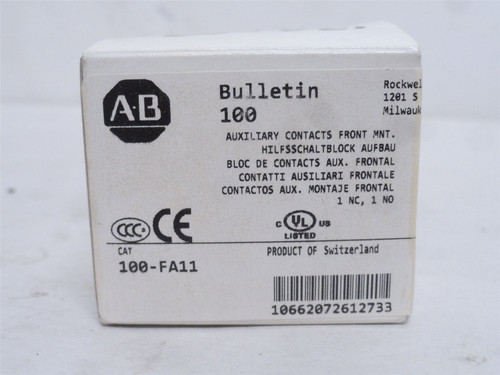 A-B
Bulletin
100
Rockwel
1201 S
Milwauk
AUXILIARY CONTACTS FRONT MNT.
HILFSSCHALTBLOCK AUFBAU
BLOC DE CONTACTS AUX. FRONTAL
CONTATTI AUSILIARI FRONTALE
CONTACTOS AUX. MONTAJE FRONTAL
1 NC, 1 NO
CCC CE
C UL US
LISTED
CAT
100-FA11
PRODUCT OF Switzerland
10662072612733